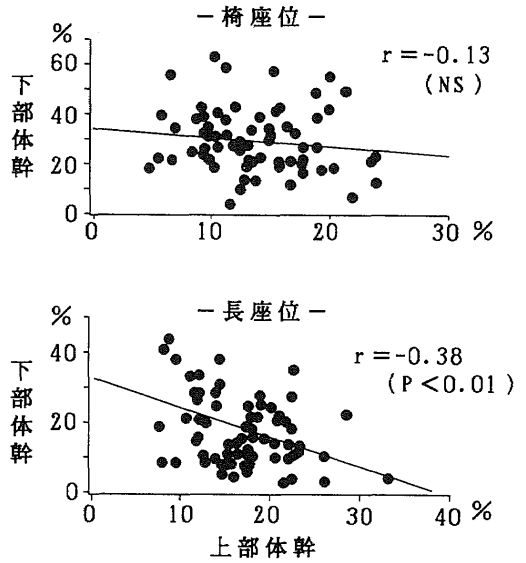 －椅座位－
%
60
40
20
0
下部体幹
r＝-0.13
(NS)
0 10 20 30 %
－長座位－
%
40
20
0
下部体幹
r＝-0.38
(P＜0.01)
0 10 20 30 40 %
上部体幹